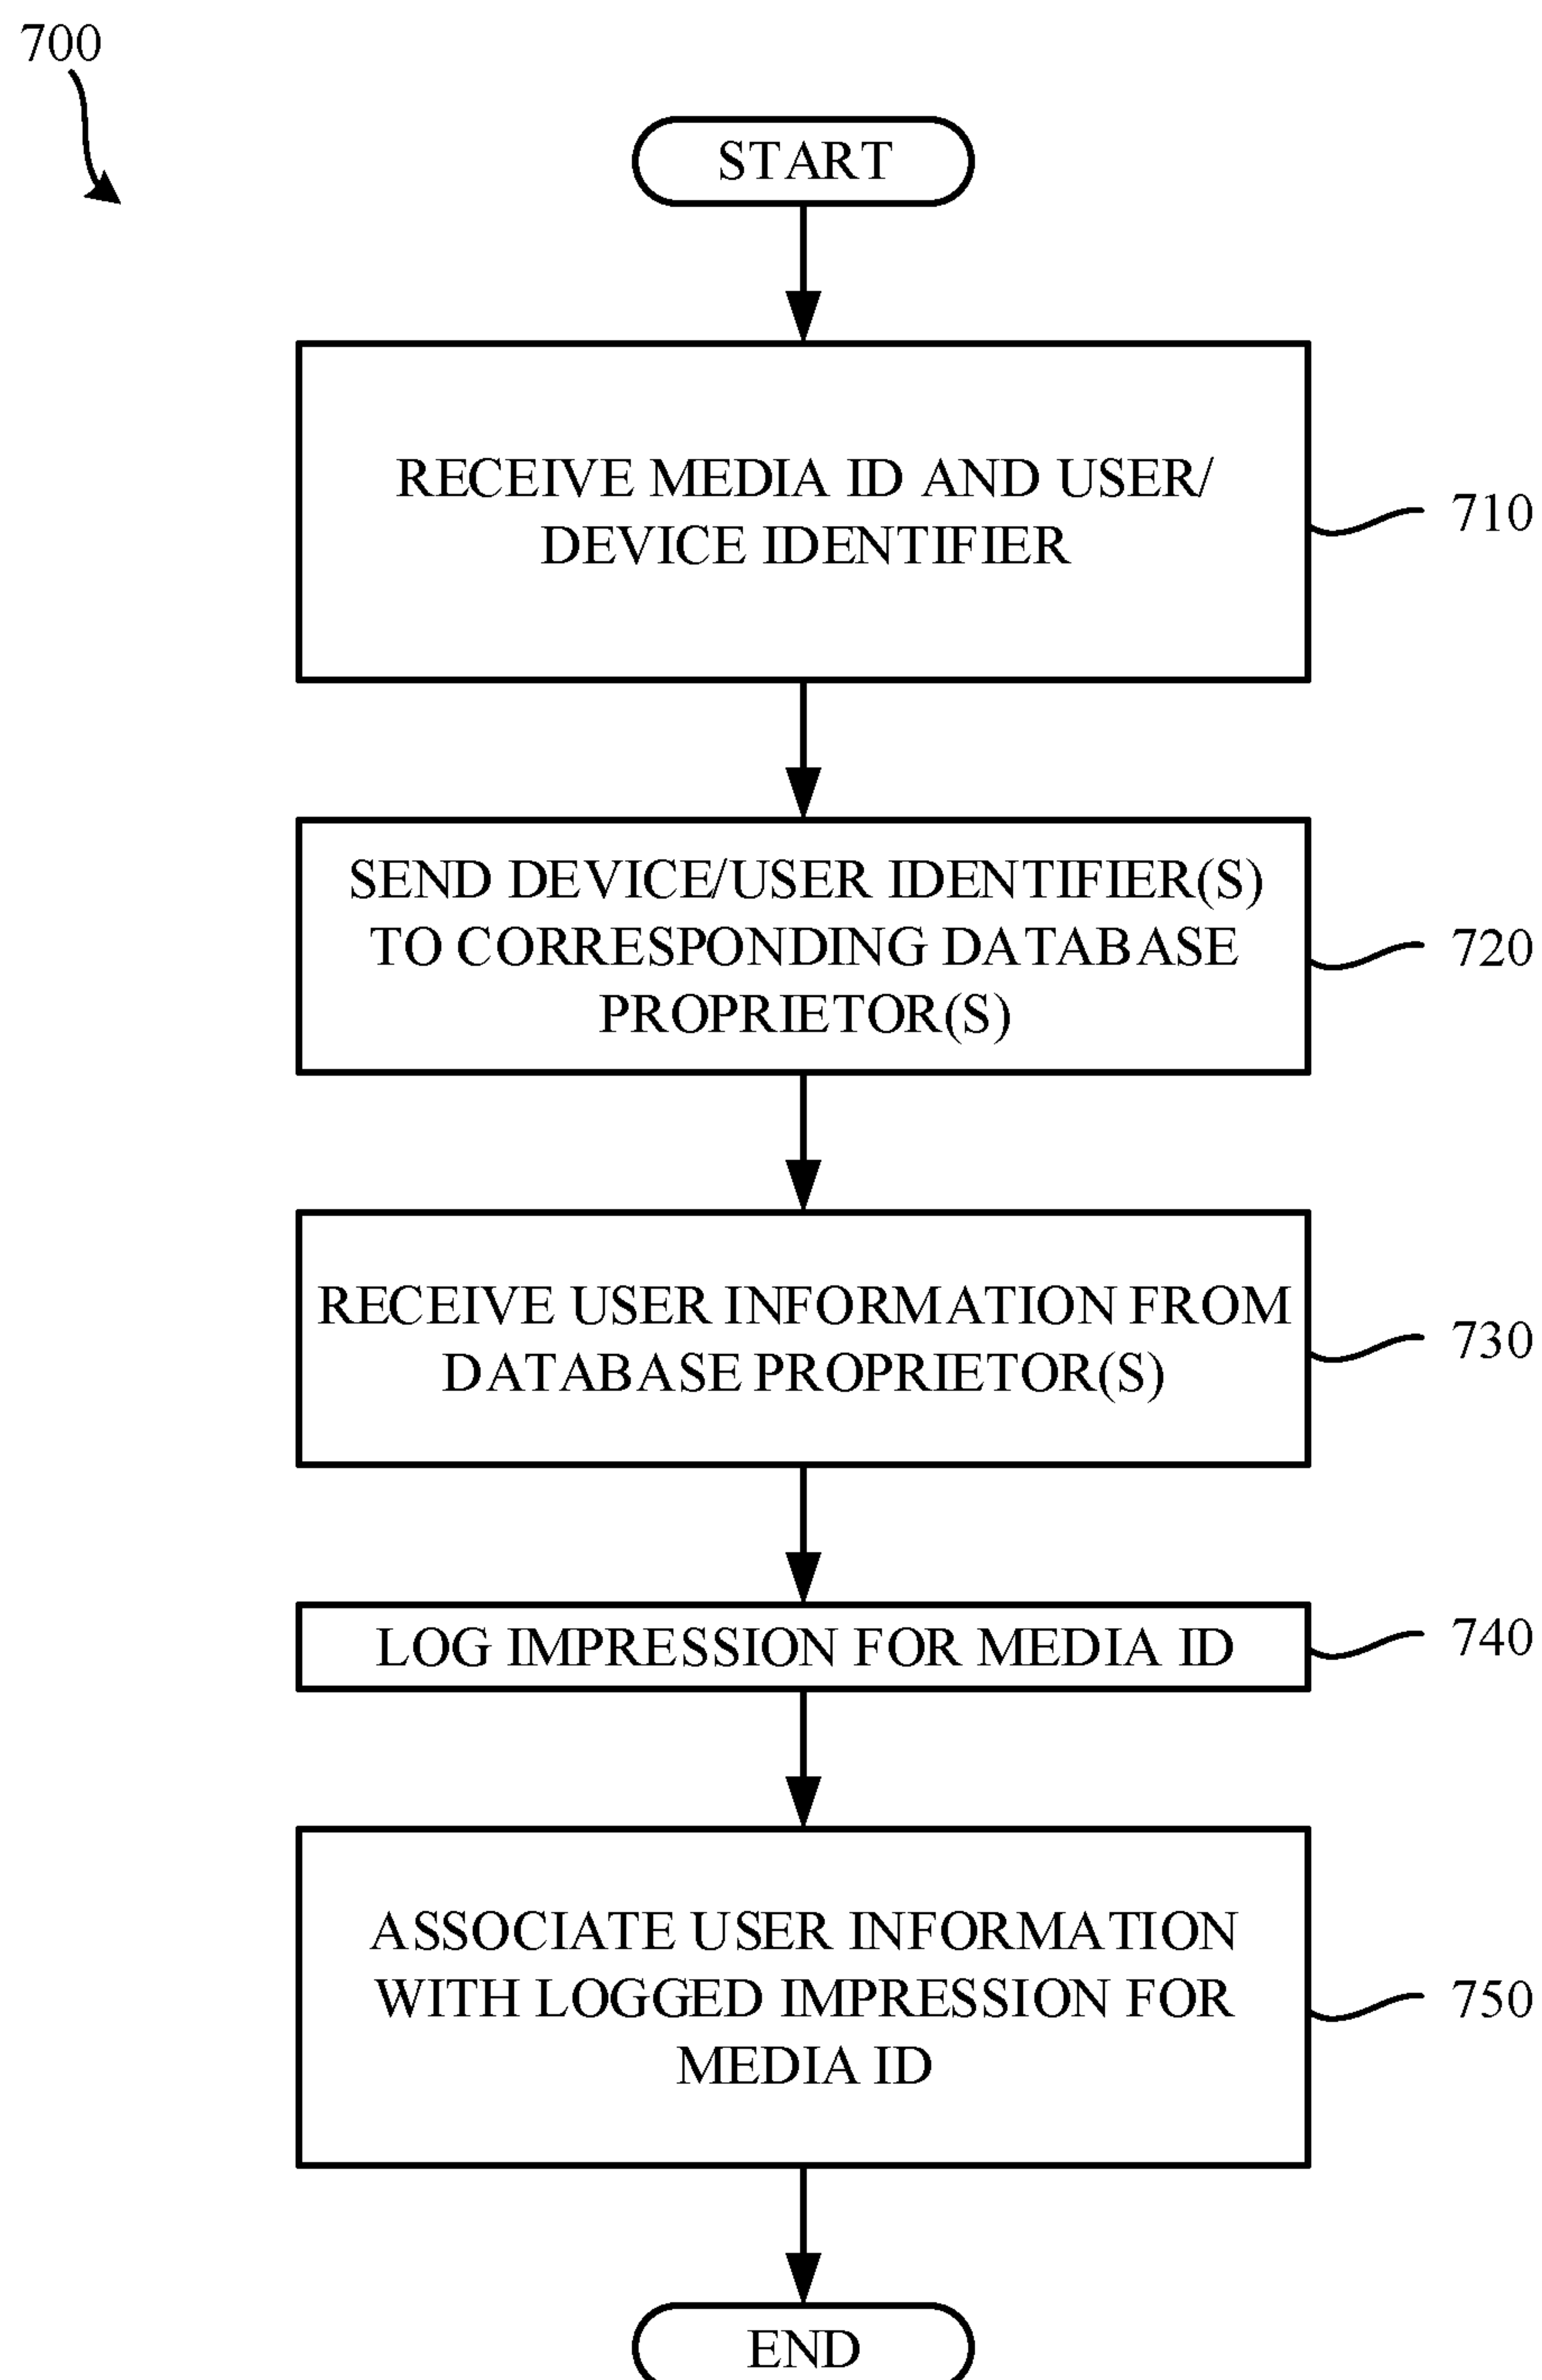 700
START
RECEIVE MEDIA ID AND USER/
DEVICE IDENTIFIER
710
SEND DEVICE/USER IDENTIFIER(S)
TO CORRESPONDING DATABASE
PROPRIETOR(S)
720
RECEIVE USER INFORMATION FROM
DATABASE PROPRIETOR(S)
730
LOG IMPRESSION FOR MEDIA ID
740
ASSOCIATE USER INFORMATION
WITH LOGGED IMPRESSION FOR
MEDIA ID
750
END